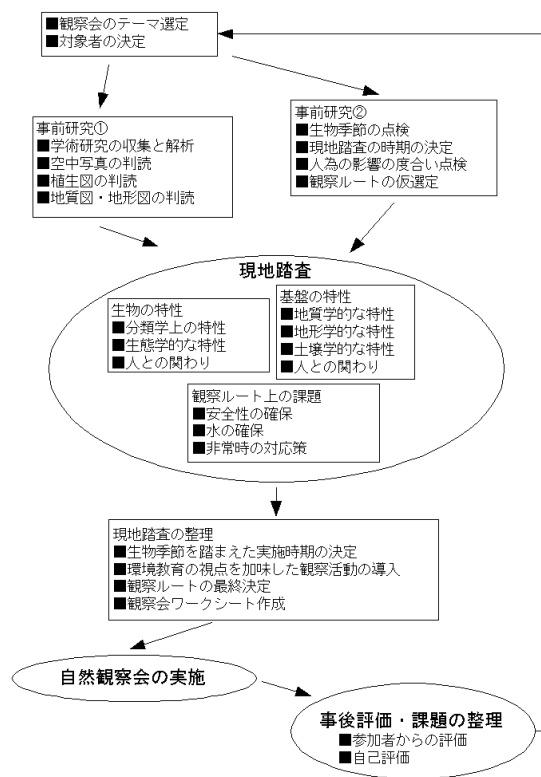 ■観察会のテーマ選定
■対象者の決定
事前研究①
■学術研究の収集と解析
■空中写真の判読
■植生図の判読
■地質図・地形図の判読
事前研究②
■生物季節の点検
■現地踏査の時期の決定
■人為の影響の度合い点検
■観察ルートの仮選定
現地踏査
生物の特性
■分類学上の特性
■生態学的な特性
■人との関わり
基盤の特性
■地質学的な特性
■地形学的な特性
■土壌学的な特性
■人との関わり
観察ルート上の課題
■安全性の確保
■水の確保
■非常時の対応策
現地踏査の整理
■生物季節を踏まえた実施時期の決定
■環境教育の視点を加味した観察活動の導入
■観察ルートの最終決定
■観察会ワークシート作成
自然観察会の実施
事後評価・課題の整理
■参加者からの評価
■自己評価